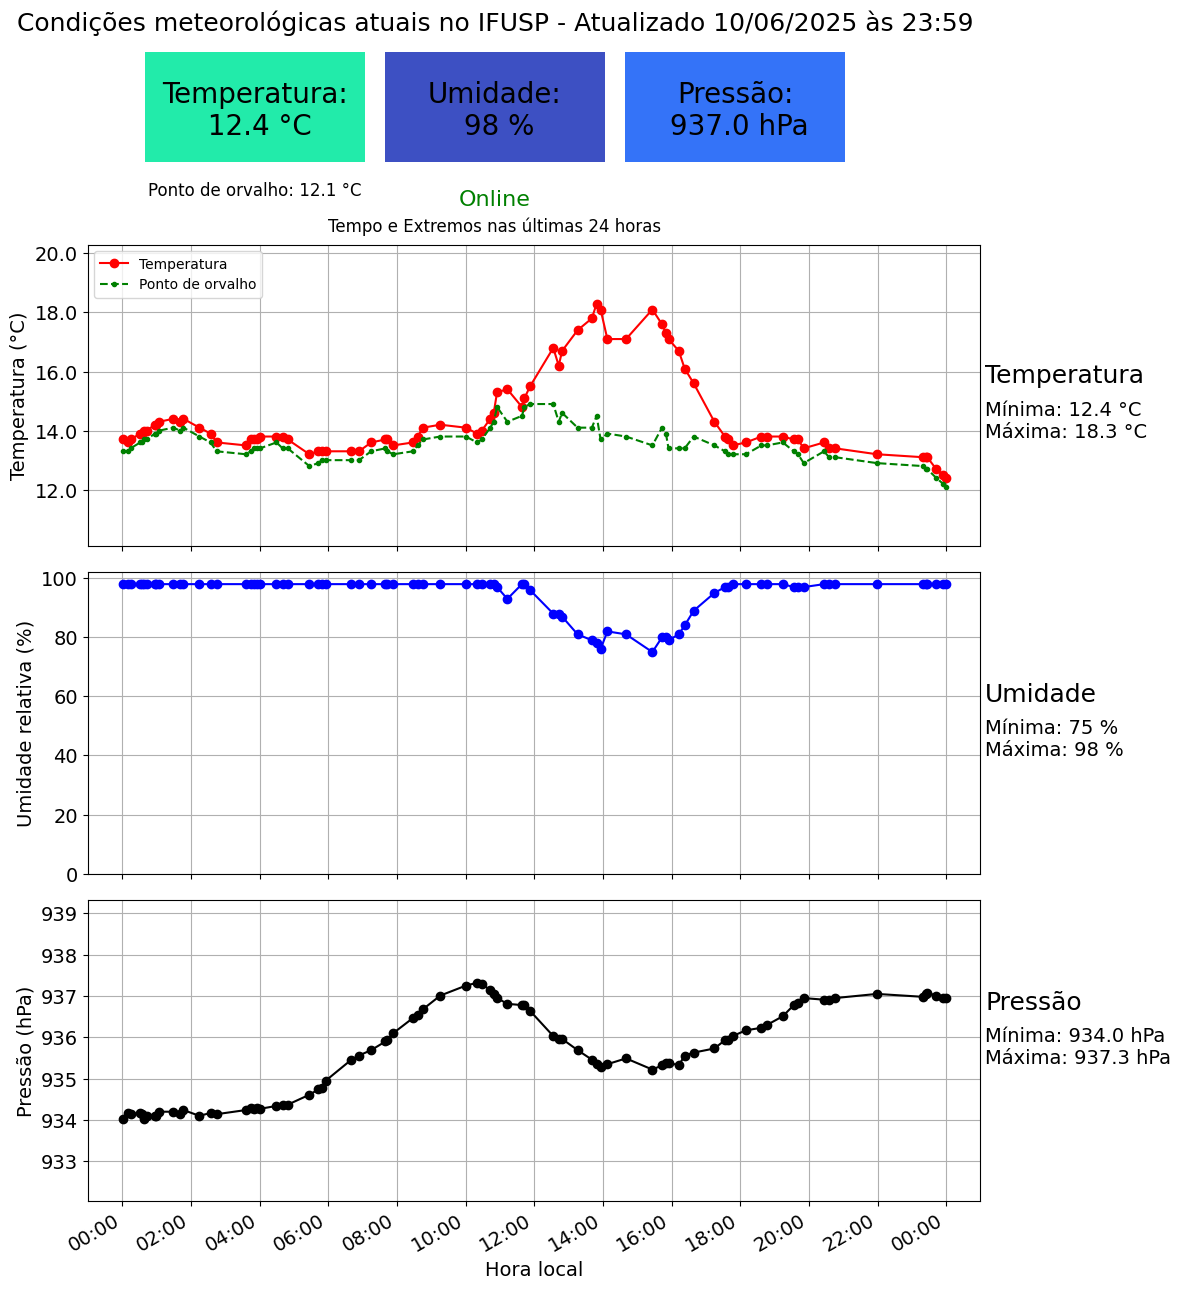 Condições meteorológicas atuais no IFUSP - Atualizado 10/06/2025 às 23:59
Temperatura:
12.4 °C
Umidade:
98 %
Pressão:
937.0 hPa
Ponto de orvalho: 12.1 °C
Online
Tempo e Extremos nas últimas 24 horas
Temperatura (°C)
20.0
18.0
16.0
14.0
12.0
Temperatura
Ponto de orvalho
Temperatura
Mínima: 12.4 °C
Máxima: 18.3 °C
Umidade relativa (%)
100
80
60
40
20
0
Umidade
Mínima: 75 %
Máxima: 98 %
Pressão (hPa)
939
938
937
936
935
934
933
Pressão
Mínima: 934.0 hPa
Máxima: 937.3 hPa
00:00
02:00
04:00
06:00
08:00
10:00
12:00
14:00
16:00
18:00
20:00
22:00
00:00
Hora local